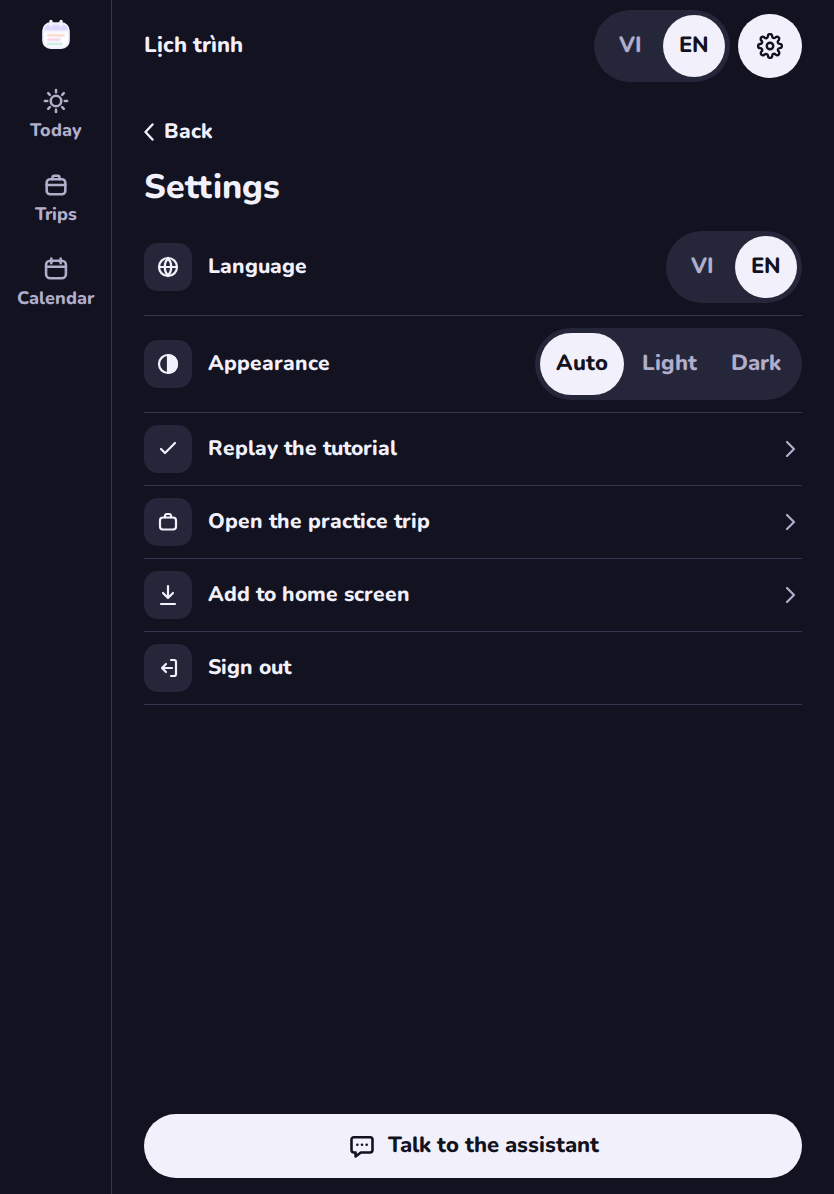 Lịch trình
VI EN
Today
Trips
Calendar
Back
Settings
Language
VI EN
Appearance
Auto Light Dark
Replay the tutorial
Open the practice trip
Add to home screen
Sign out
Talk to the assistant